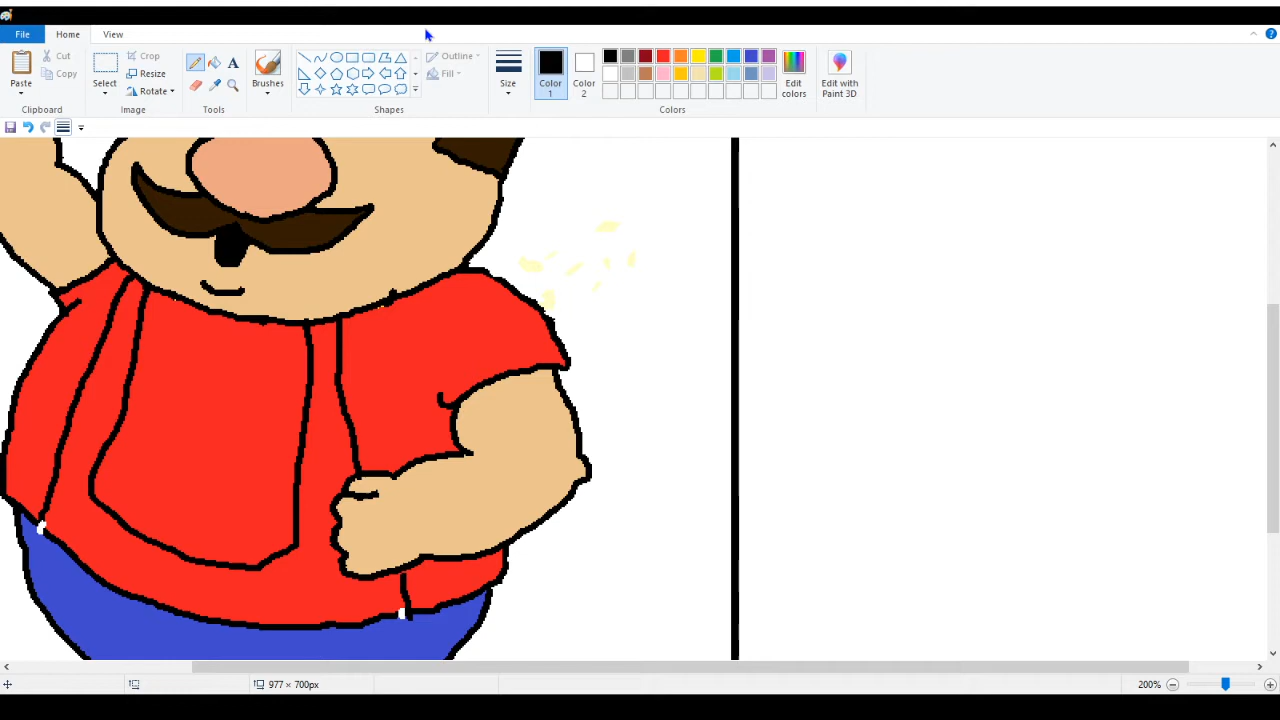 File Home View
Cut Crop Outline
Copy Resize Fill
Paste Select Rotate Brushes Size Color 1 Color 2 Edit colors Edit with Paint 3D
Clipboard Image Tools Shapes Colors
977 × 700px 200%